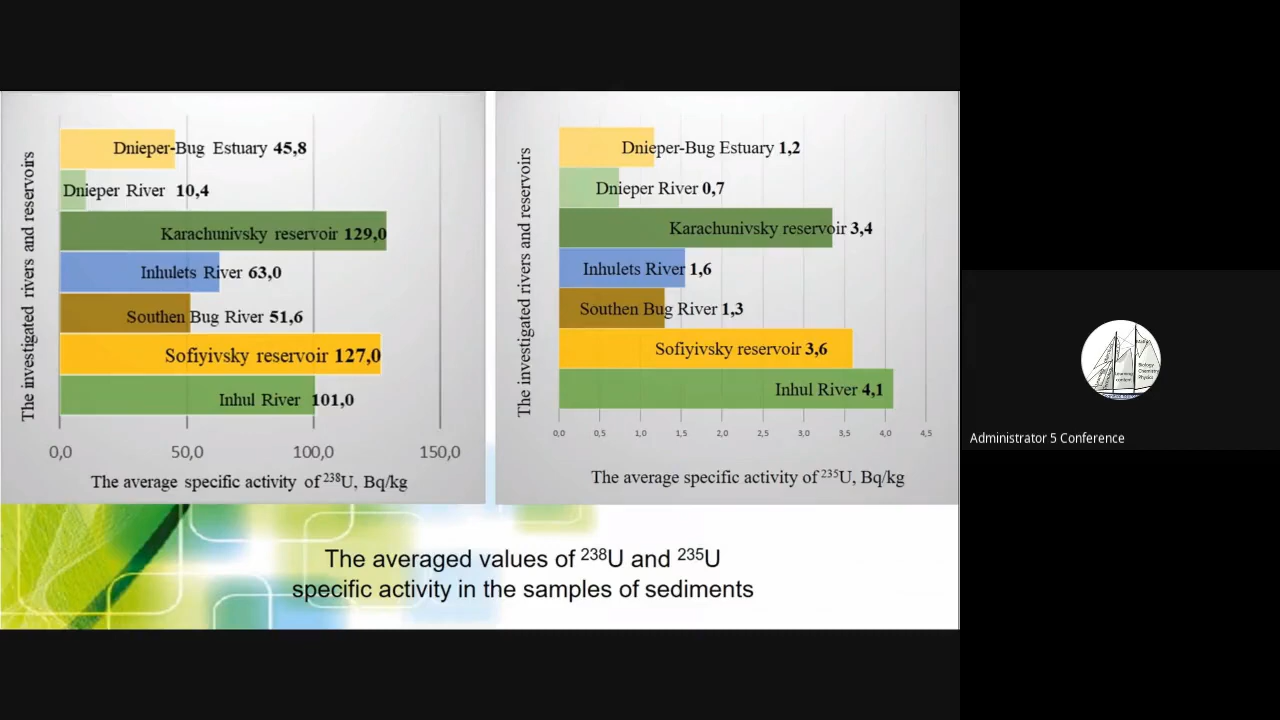 The investigated rivers and reservoirs
Dnieper-Bug Estuary 45,8
Dnieper River 10,4
Karachunivsky reservoir 129,0
Inhulets River 63,0
Southen Bug River 51,6
Sofiyivsky reservoir 127,0
Inhul River 101,0
0,0 50,0 100,0 150,0
The average specific activity of ²³⁸U, Bq/kg
The investigated rivers and reservoirs
Dnieper-Bug Estuary 1,2
Dnieper River 0,7
Karachunivsky reservoir 3,4
Inhulets River 1,6
Southen Bug River 1,3
Sofiyivsky reservoir 3,6
Inhul River 4,1
0,0 0,5 1,0 1,5 2,0 2,5 3,0 3,5 4,0 4,5
The average specific activity of ²³⁵U, Bq/kg
The averaged values of ²³⁸U and ²³⁵U
specific activity in the samples of sediments
Biology
Chemistry
Physics
Administrator 5 Conference